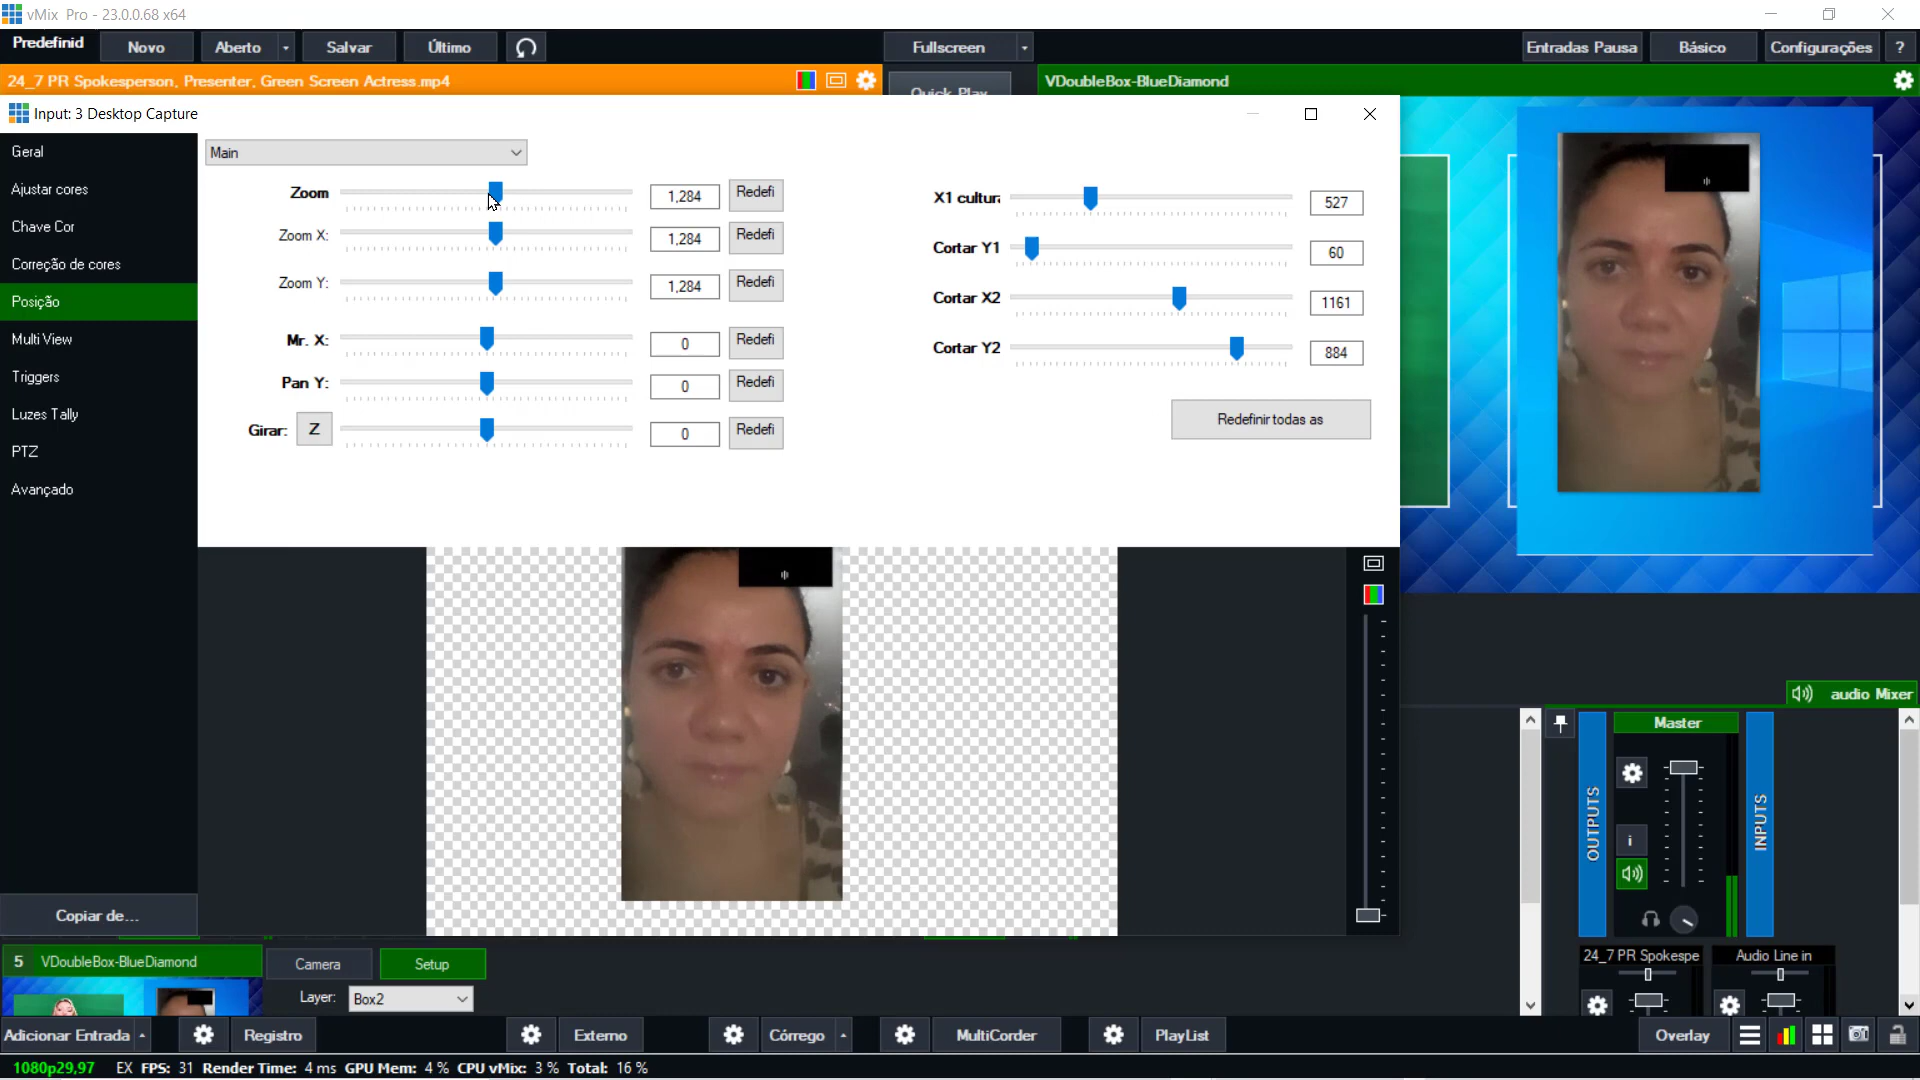 vMix Pro - 23.0.0.68 x64
Predefinid
Novo
Aberto
Salvar
Último
Fullscreen
Entradas Pausa
Básico
Configurações
?
24_7 PR Spokesperson, Presenter, Green Screen Actress.mp4
Quick Play
VDoubleBox-BlueDiamond
Input: 3 Desktop Capture
Geral
Ajustar cores
Chave Cor
Correção de cores
Posição
Multi View
Triggers
Luzes Tally
PTZ
Avançado
Copiar de...
Main
Zoom 1,284 Redefi
Zoom X: 1,284 Redefi
Zoom Y: 1,284 Redefi
Mr. X: 0 Redefi
Pan Y: 0 Redefi
Girar: Z 0 Redefi
X1 cultura 527
Cortar Y1 60
Cortar X2 1161
Cortar Y2 884
Redefinir todas as
audio Mixer
Master
OUTPUTS
INPUTS
i
24_7 PR Spokespe
Audio Line in
5 VDoubleBox-BlueDiamond
Camera
Setup
Layer: Box2
Adicionar Entrada
Registro
Externo
Córrego
MultiCorder
PlayList
Overlay
1080p29,97 EX FPS: 31 Render Time: 4 ms GPU Mem: 4 % CPU vMix: 3 % Total: 16 %